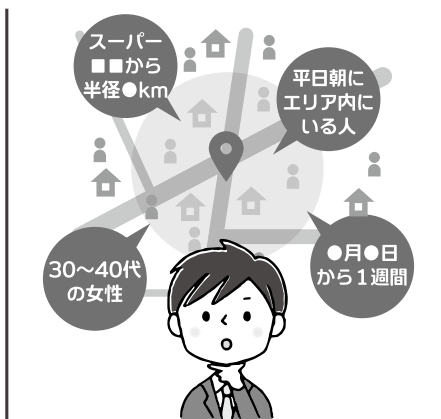 スーパー
■■から
半径●km
平日朝に
エリア内に
いる人
30〜40代
の女性
●月●日
から1週間